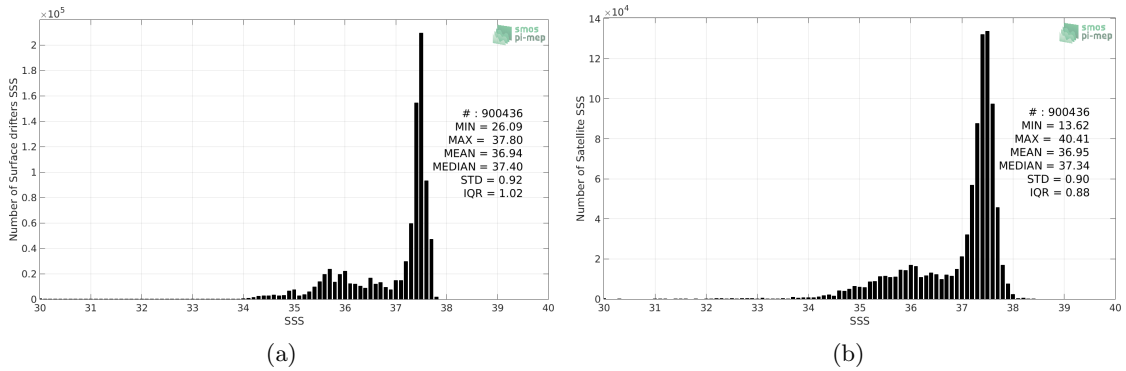 ×10⁵
smos
pi-mep
Number of Surface drifters SSS
2
1.8
1.6
1.4
1.2
1
0.8
0.6
0.4
0.2
0
# : 900436
MIN = 26.09
MAX = 37.80
MEAN = 36.94
MEDIAN = 37.40
STD = 0.92
IQR = 1.02
30 31 32 33 34 35 36 37 38 39 40
SSS
(a)
×10⁴
smos
pi-mep
Number of Satellite SSS
14
12
10
8
6
4
2
0
# : 900436
MIN = 13.62
MAX = 40.41
MEAN = 36.95
MEDIAN = 37.34
STD = 0.90
IQR = 0.88
30 31 32 33 34 35 36 37 38 39 40
SSS
(b)